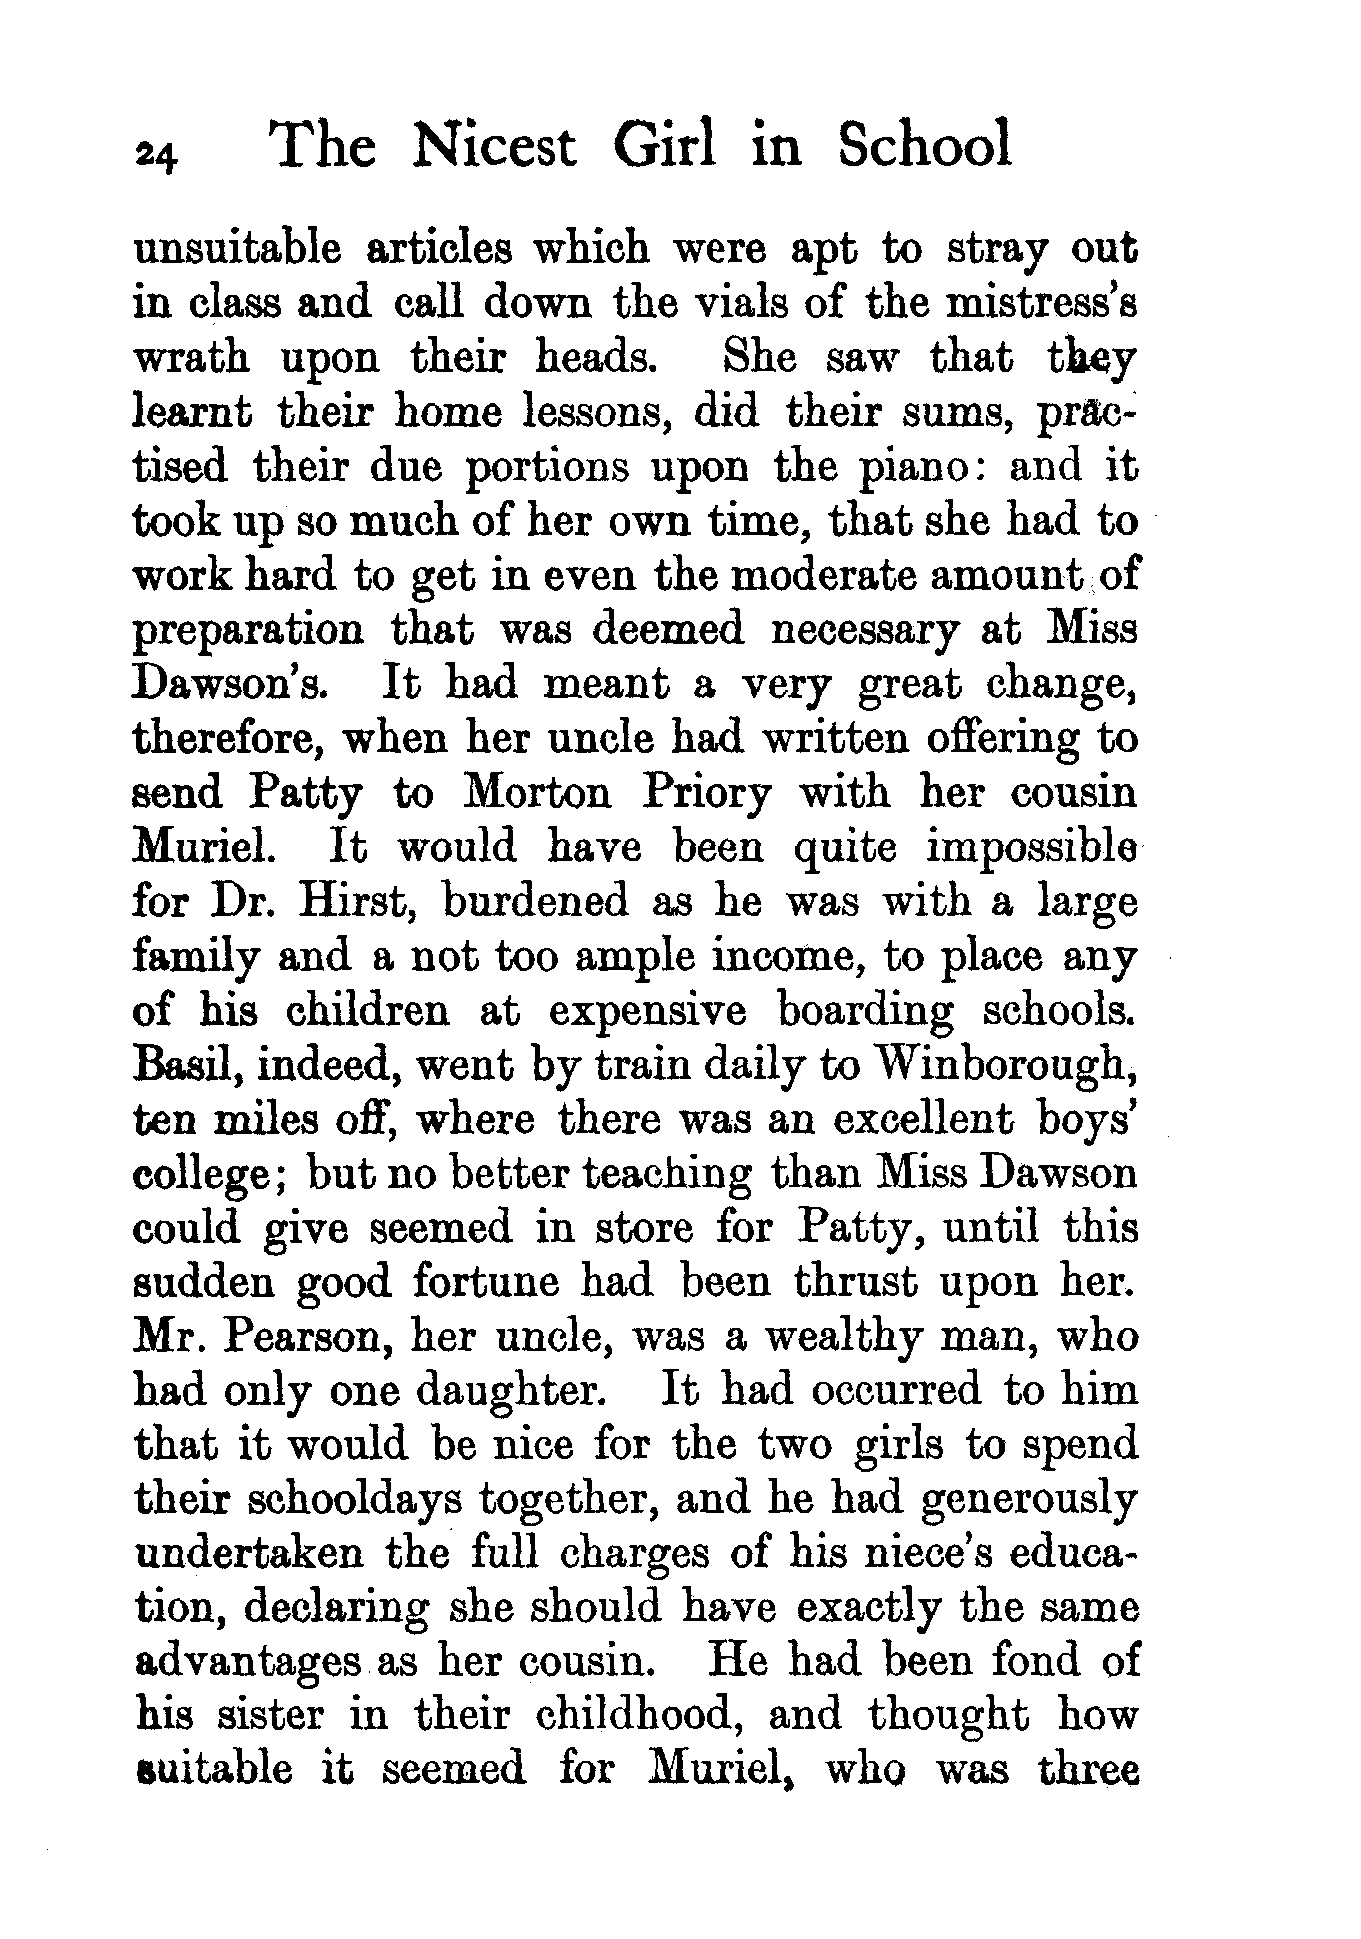 24 The Nicest Girl in School
unsuitable articles which were apt to stray out
in class and call down the vials of the mistress's
wrath upon their heads. She saw that they
learnt their home lessons, did their sums, prac-
tised their due portions upon the piano: and it
took up so much of her own time, that she had to
work hard to get in even the moderate amount of
preparation that was deemed necessary at Miss
Dawson's. It had meant a very great change,
therefore, when her uncle had written offering to
send Patty to Morton Priory with her cousin
Muriel. It would have been quite impossible
for Dr. Hirst, burdened as he was with a large
family and a not too ample income, to place any
of his children at expensive boarding schools.
Basil, indeed, went by train daily to Winborough,
ten miles off, where there was an excellent boys'
college; but no better teaching than Miss Dawson
could give seemed in store for Patty, until this
sudden good fortune had been thrust upon her.
Mr. Pearson, her uncle, was a wealthy man, who
had only one daughter. It had occurred to him
that it would be nice for the two girls to spend
their schooldays together, and he had generously
undertaken the full charges of his niece's educa-
tion, declaring she should have exactly the same
advantages as her cousin. He had been fond of
his sister in their childhood, and thought how
suitable it seemed for Muriel, who was three